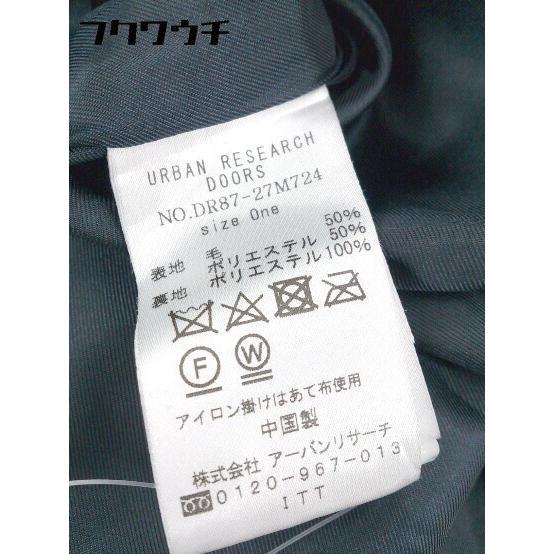 フクワウチ
URBAN RESEARCH
DOORS
NO.DR87-27M724
size One
表地 毛 50%
ポリエステル 50%
裏地 ポリエステル 100%
F W
アイロン掛けはあて布使用
中国製
株式会社 アーバンリサーチ
0120-967-013
ITT